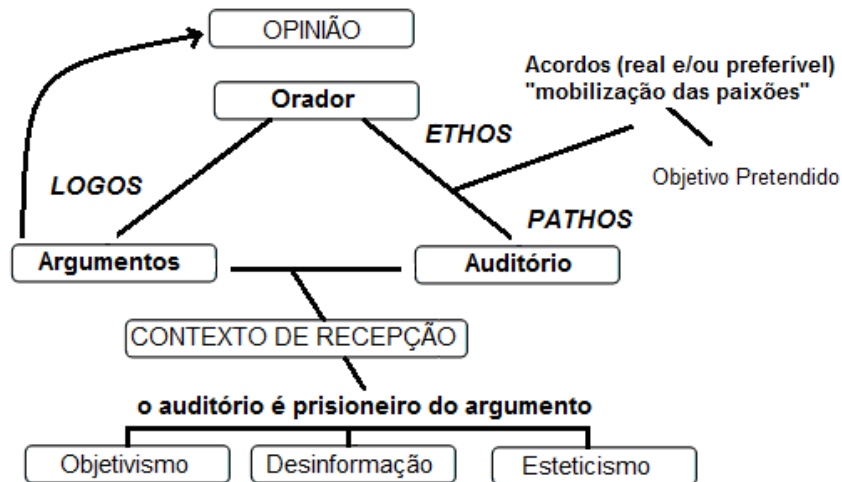 OPINIÃO
Acordos (real e/ou preferível)
"mobilização das paixões"
Orador
ETHOS
Objetivo Pretendido
LOGOS
PATHOS
Argumentos
Auditório
CONTEXTO DE RECEPÇÃO
o auditório é prisioneiro do argumento
Objetivismo
Desinformação
Esteticismo